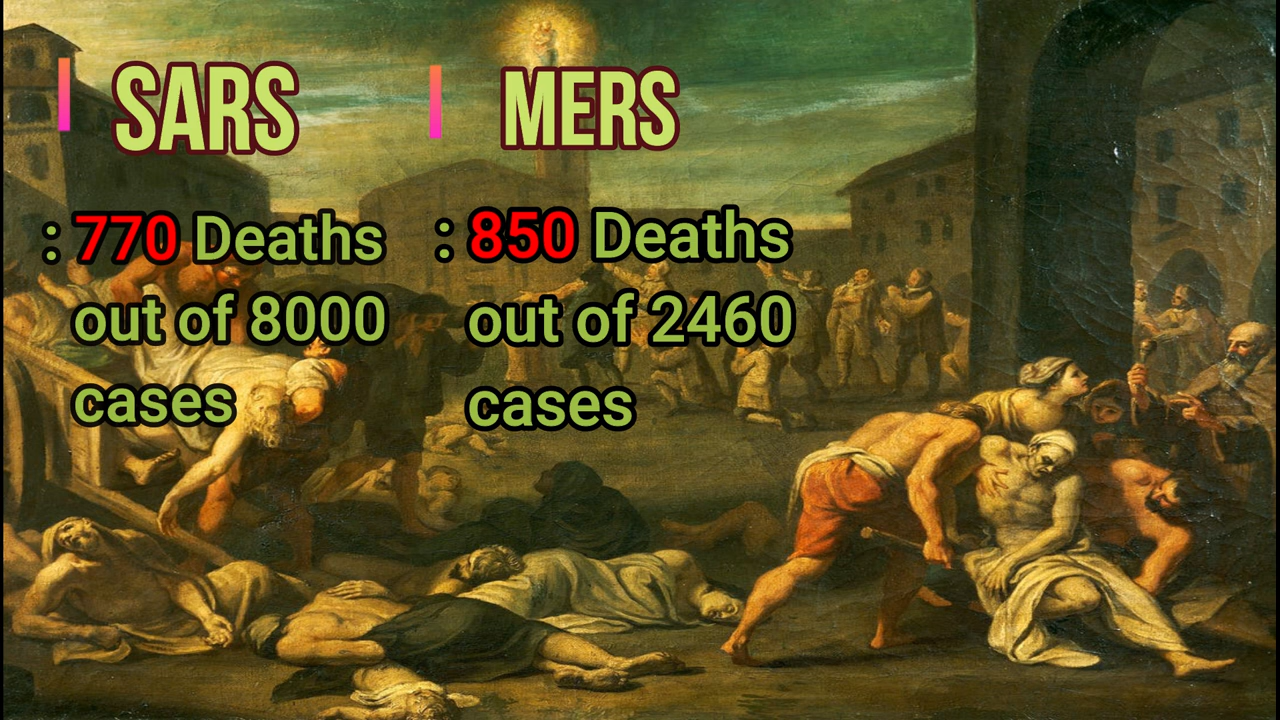 SARS
: 770 Deaths
out of 8000
cases
MERS
: 850 Deaths
out of 2460
cases